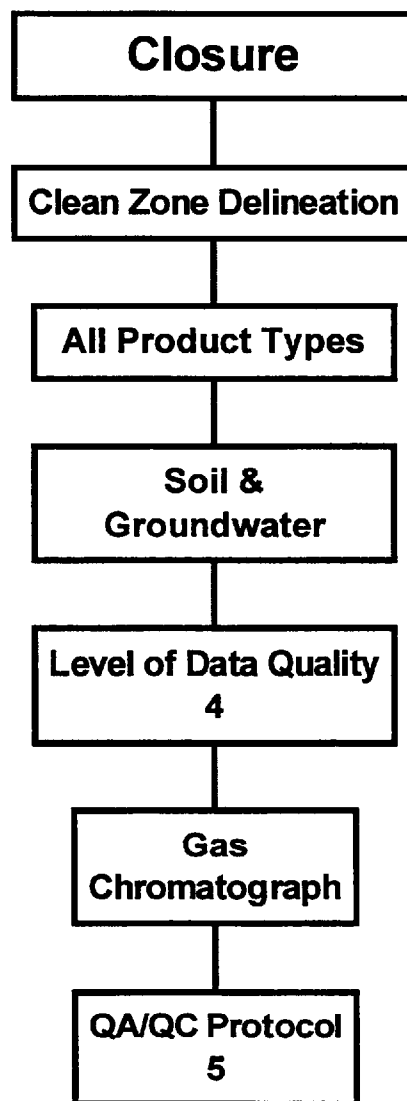 Closure
Clean Zone Delineation
All Product Types
Soil &
Groundwater
Level of Data Quality
4
Gas
Chromatograph
QA/QC Protocol
5